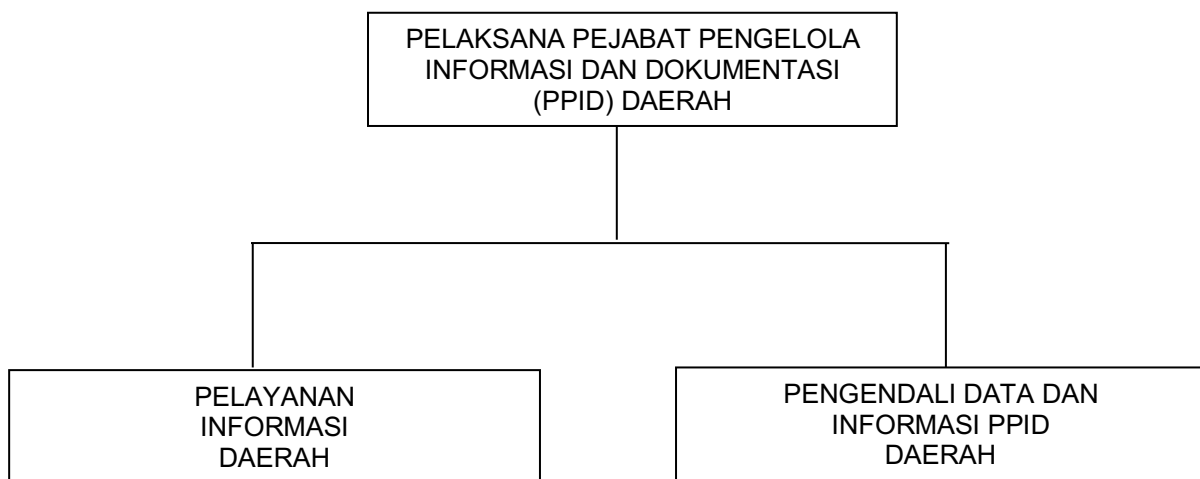 PELAKSANA PEJABAT PENGELOLA
INFORMASI DAN DOKUMENTASI
(PPID) DAERAH
PELAYANAN
INFORMASI
DAERAH
PENGENDALI DATA DAN
INFORMASI PPID
DAERAH